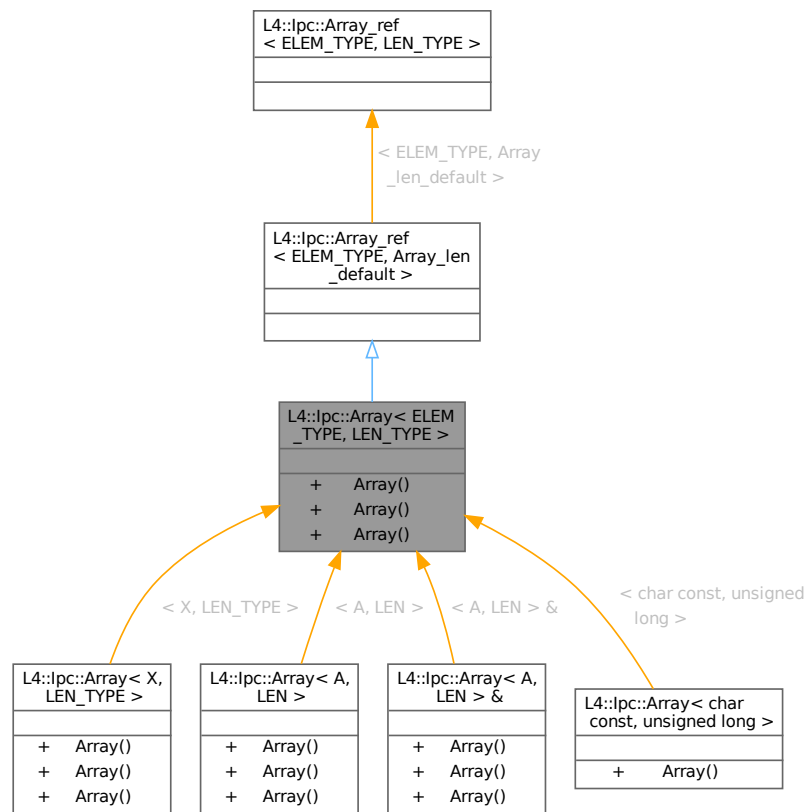 L4::Ipc::Array_ref
< ELEM_TYPE, LEN_TYPE >
< ELEM_TYPE, Array
_len_default >
L4::Ipc::Array_ref
< ELEM_TYPE, Array_len
_default >
L4::Ipc::Array< ELEM
_TYPE, LEN_TYPE >
+ Array()
+ Array()
+ Array()
< X, LEN_TYPE >
< A, LEN >
< A, LEN > &
< char const, unsigned
long >
L4::Ipc::Array< X,
LEN_TYPE >
+ Array()
+ Array()
+ Array()
L4::Ipc::Array< A,
LEN >
+ Array()
+ Array()
+ Array()
L4::Ipc::Array< A,
LEN > &
+ Array()
+ Array()
+ Array()
L4::Ipc::Array< char
const, unsigned long >
+ Array()